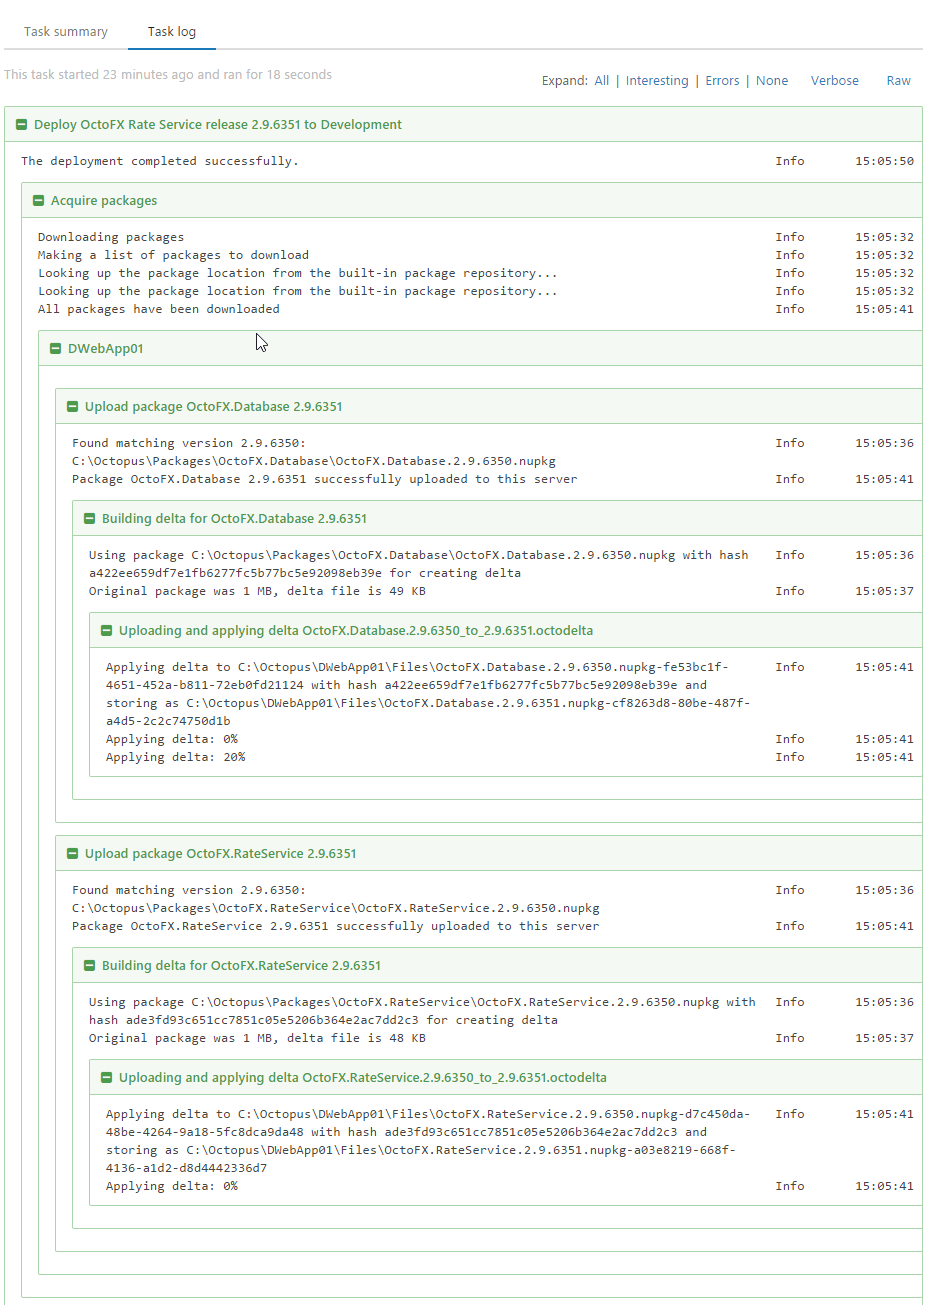 Task summary Task log
This task started 23 minutes ago and ran for 18 seconds
Expand: All | Interesting | Errors | None Verbose Raw
Deploy OctoFX Rate Service release 2.9.6351 to Development
The deployment completed successfully. Info 15:05:50
Acquire packages
Downloading packages Info 15:05:32
Making a list of packages to download Info 15:05:32
Looking up the package location from the built-in package repository... Info 15:05:32
Looking up the package location from the built-in package repository... Info 15:05:32
All packages have been downloaded Info 15:05:41
DWebApp01
Upload package OctoFX.Database 2.9.6351
Found matching version 2.9.6350: Info 15:05:36
C:\Octopus\Packages\OctoFX.Database\OctoFX.Database.2.9.6350.nupkg
Package OctoFX.Database 2.9.6351 successfully uploaded to this server Info 15:05:41
Building delta for OctoFX.Database 2.9.6351
Using package C:\Octopus\Packages\OctoFX.Database\OctoFX.Database.2.9.6350.nupkg with hash Info 15:05:36
a422ee659df7e1fb6277fc5b77bc5e92098eb39e for creating delta
Original package was 1 MB, delta file is 49 KB Info 15:05:37
Uploading and applying delta OctoFX.Database.2.9.6350_to_2.9.6351.octodelta
Applying delta to C:\Octopus\DWebApp01\Files\OctoFX.Database.2.9.6350.nupkg-fe53bc1f- Info 15:05:41
4651-452a-b811-72eb0fd21124 with hash a422ee659df7e1fb6277fc5b77bc5e92098eb39e and
storing as C:\Octopus\DWebApp01\Files\OctoFX.Database.2.9.6351.nupkg-cf8263d8-80be-487f-
a4d5-2c2c74750d1b
Applying delta: 0% Info 15:05:41
Applying delta: 20% Info 15:05:41
Upload package OctoFX.RateService 2.9.6351
Found matching version 2.9.6350: Info 15:05:36
C:\Octopus\Packages\OctoFX.RateService\OctoFX.RateService.2.9.6350.nupkg
Package OctoFX.RateService 2.9.6351 successfully uploaded to this server Info 15:05:41
Building delta for OctoFX.RateService 2.9.6351
Using package C:\Octopus\Packages\OctoFX.RateService\OctoFX.RateService.2.9.6350.nupkg with Info 15:05:36
hash ade3fd93c651cc7851c05e5206b364e2ac7dd2c3 for creating delta
Original package was 1 MB, delta file is 48 KB Info 15:05:37
Uploading and applying delta OctoFX.RateService.2.9.6350_to_2.9.6351.octodelta
Applying delta to C:\Octopus\DWebApp01\Files\OctoFX.RateService.2.9.6350.nupkg-d7c450da- Info 15:05:41
48be-4264-9a18-5fc8dca9da48 with hash ade3fd93c651cc7851c05e5206b364e2ac7dd2c3 and
storing as C:\Octopus\DWebApp01\Files\OctoFX.RateService.2.9.6351.nupkg-a03e8219-668f-
4136-a1d2-d8d4442336d7
Applying delta: 0% Info 15:05:41